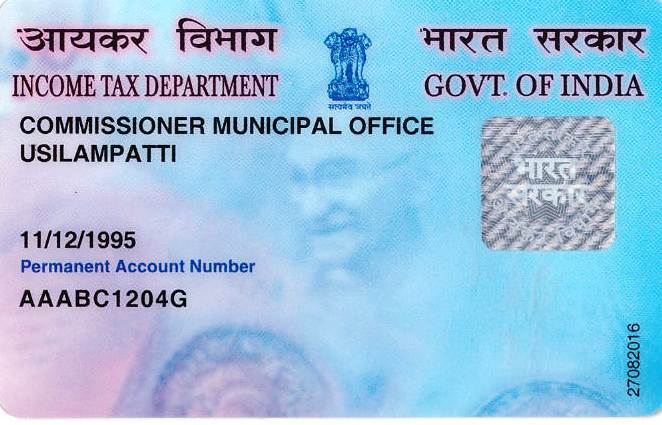 आयकर विभाग
भारत सरकार
INCOME TAX DEPARTMENT
GOVT. OF INDIA
सत्यमेव जयते
COMMISSIONER MUNICIPAL OFFICE
USILAMPATTI
भारत
सरकार
11/12/1995
Permanent Account Number
AAABC1204G
27082016